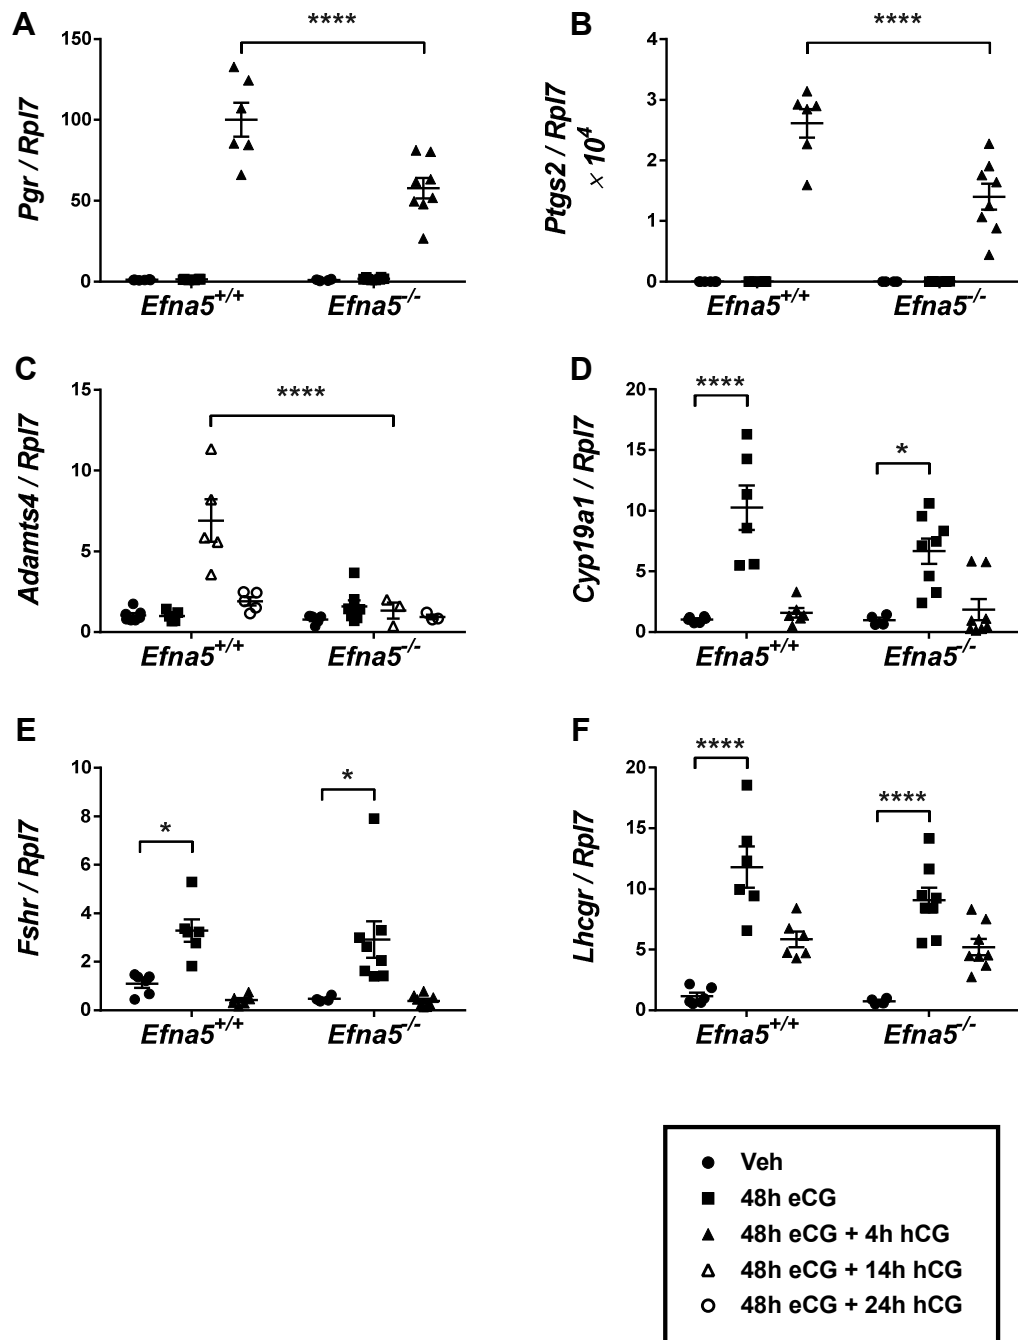 A
B
****
****
150
100
50
0
Pgr / Rpl7
Efna5+/+
Efna5-/-
4
3
2
1
0
Ptgs2 / Rpl7
× 10⁴
Efna5+/+
Efna5-/-
C
D
****
15
10
5
0
Adamts4 / Rpl7
Efna5+/+
Efna5-/-
****
*
20
15
10
5
0
Cyp19a1 / Rpl7
Efna5+/+
Efna5-/-
E
F
*
*
10
8
6
4
2
0
Fshr / Rpl7
Efna5+/+
Efna5-/-
****
****
20
15
10
5
0
Lhcgr / Rpl7
Efna5+/+
Efna5-/-
Veh
48h eCG
48h eCG + 4h hCG
48h eCG + 14h hCG
48h eCG + 24h hCG